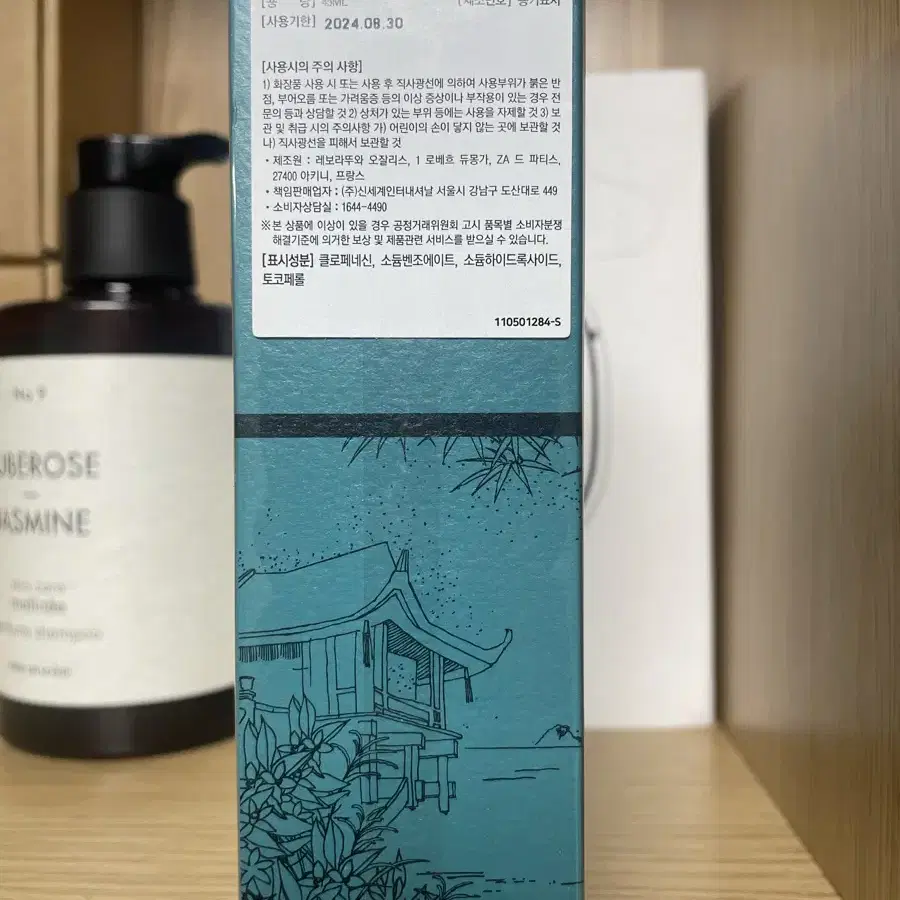 45ML
[사용기한] 2024.08.30
[사용시의 주의 사항]
1) 화장품 사용 시 또는 사용 후 직사광선에 의하여 사용부위가 붉은 반
점, 부어오름 또는 가려움증 등의 이상 증상이나 부작용이 있는 경우 전
문의 등과 상담할 것 2) 상처가 있는 부위 등에는 사용을 자제할 것 3) 보
관 및 취급 시의 주의사항 가) 어린이의 손이 닿지 않는 곳에 보관할 것
나) 직사광선을 피해서 보관할 것
• 제조원 : 레보라뚜와 오질리스, 1 로베흐 듀몽가, ZA 드 파티스,
27400 아키니, 프랑스
• 책임판매업자 : (주)신세계인터내셔날 서울시 강남구 도산대로 449
• 소비자상담실 : 1644-4490
※ 본 상품에 이상이 있을 경우 공정거래위원회 고시 품목별 소비자분쟁
해결기준에 의거한 보상 및 제품관련 서비스를 받으실 수 있습니다.
[표시성분] 클로페네신, 소듐벤조에이트, 소듐하이드록사이드,
토코페롤
110501284-S
No 9
UBEROSE
JASMINE
shampoo